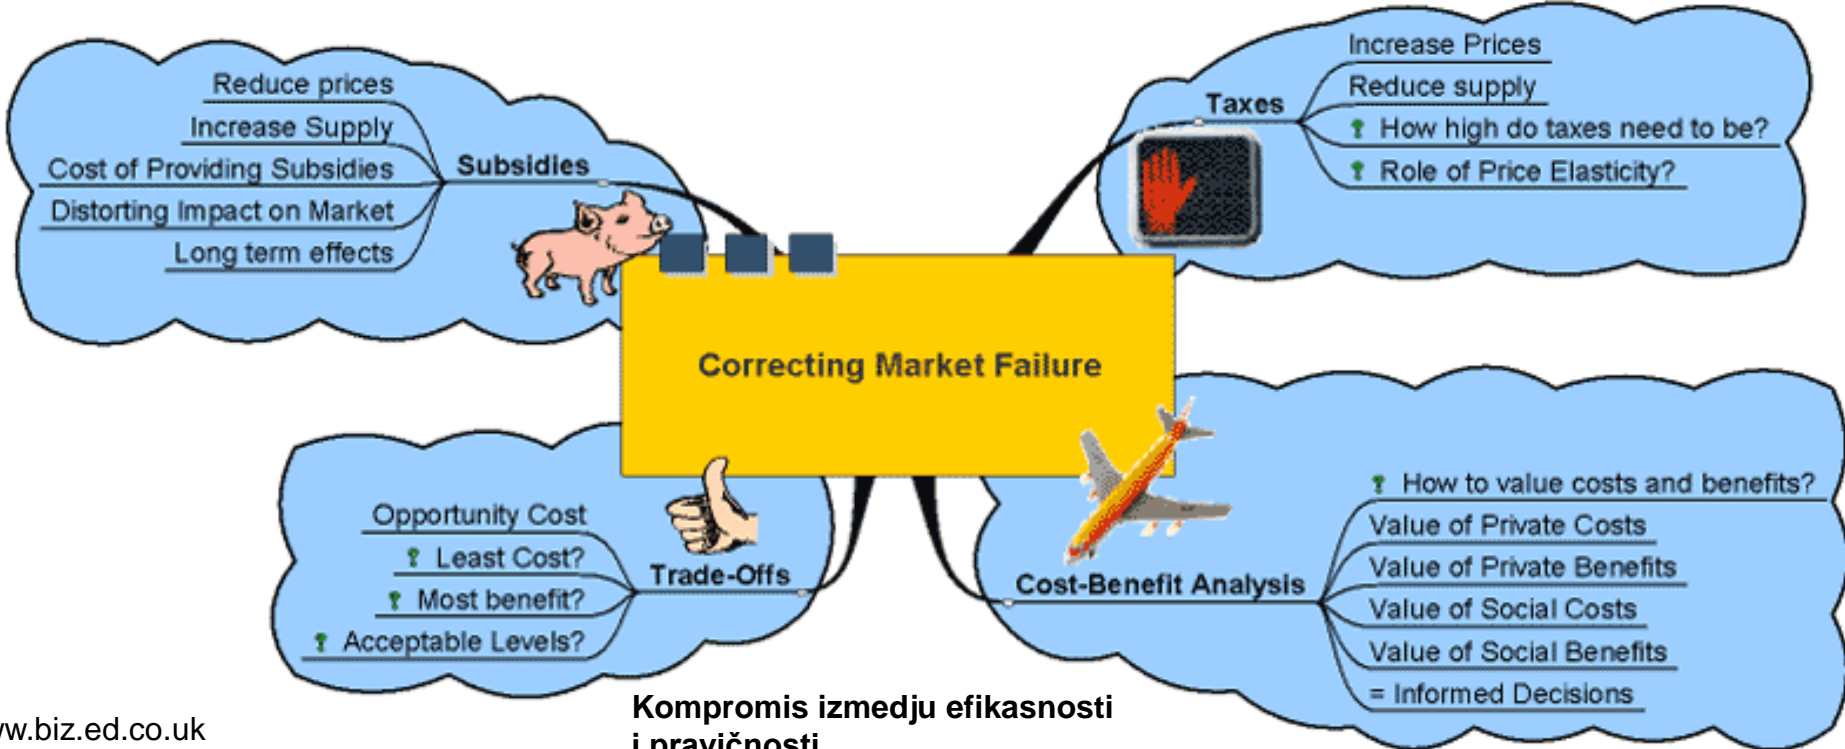 Reduce prices
Increase Supply
Cost of Providing Subsidies
Distorting Impact on Market
Long term effects
Subsidies
Increase Prices
Reduce supply
? How high do taxes need to be?
? Role of Price Elasticity?
Taxes
Correcting Market Failure
Opportunity Cost
? Least Cost?
? Most benefit?
? Acceptable Levels?
Trade-Offs
Cost-Benefit Analysis
? How to value costs and benefits?
Value of Private Costs
Value of Private Benefits
Value of Social Costs
Value of Social Benefits
= Informed Decisions
Kompromis izmedju efikasnosti
i pravičnosti
w.biz.ed.co.uk